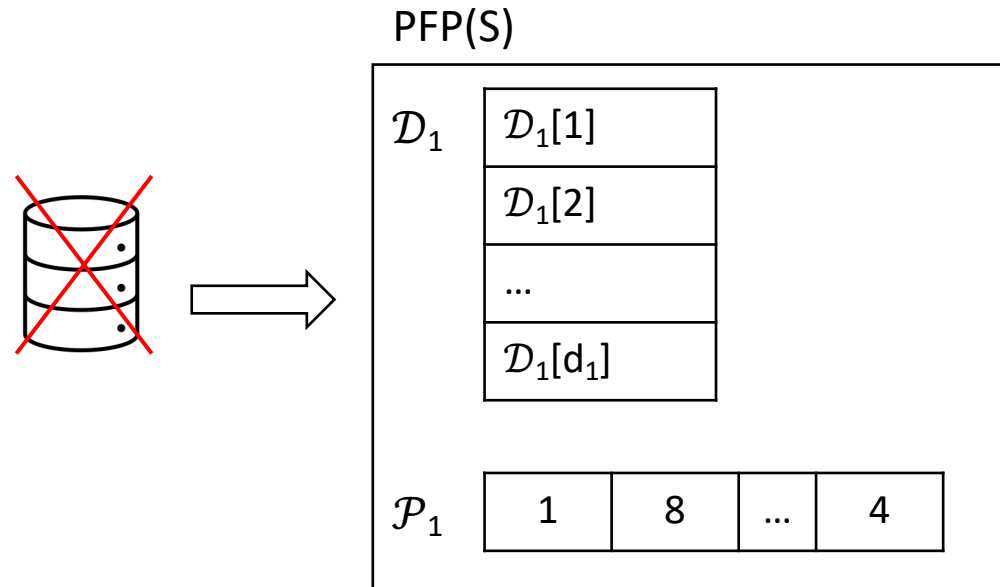 PFP(S)
𝒟₁
𝒟₁[1]
𝒟₁[2]
...
𝒟₁[d₁]
𝒫₁ 1 8 ... 4